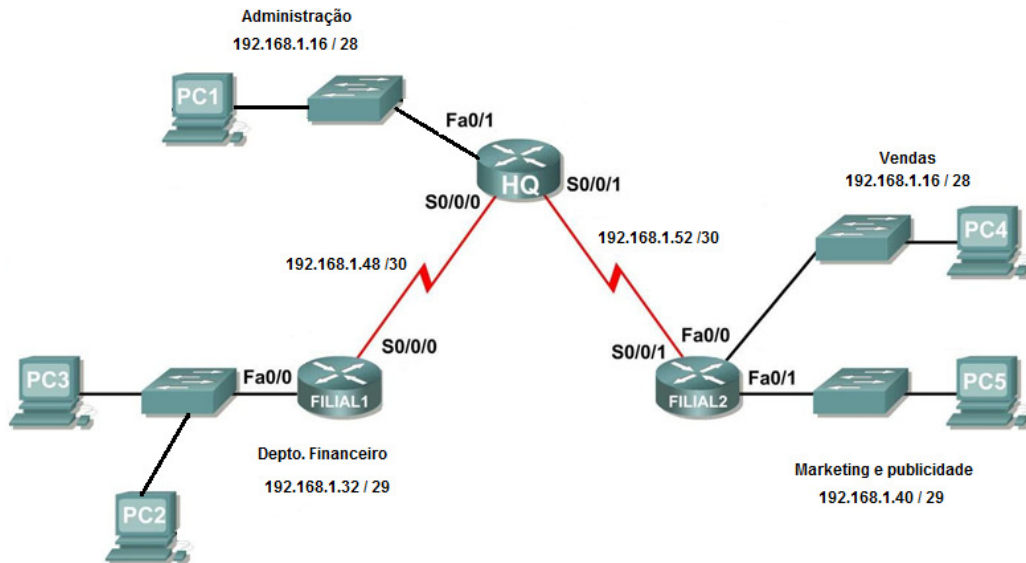 Administração
192.168.1.16 / 28
PC1
Fa0/1
HQ
S0/0/0
S0/0/1
Vendas
192.168.1.16 / 28
PC4
192.168.1.48 /30
192.168.1.52 /30
S0/0/0
Fa0/0
S0/0/1
PC3
Fa0/0
FILIAL1
Fa0/1
FILIAL2
PC5
Depto. Financeiro
192.168.1.32 / 29
Marketing e publicidade
192.168.1.40 / 29
PC2